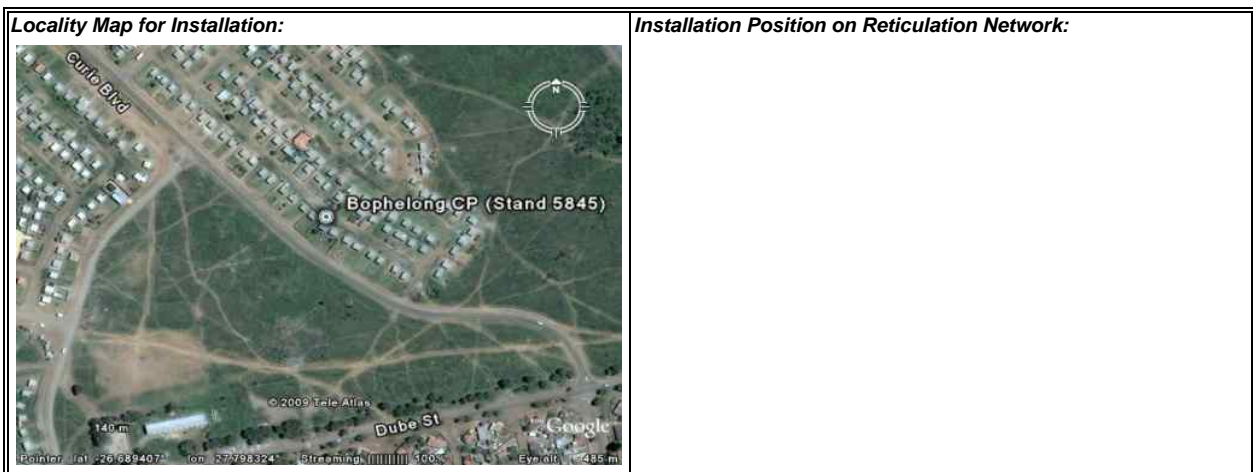 Locality Map for Installation:
Installation Position on Reticulation Network:
Curie Blvd
N
Bophelong CP (Stand 5845)
© 2009 Tele Atlas
140 m
Dube St
Google
Pointer lat -26.689407° lon 27.798324° Streaming |||||||||| 100% Eye alt 485 m